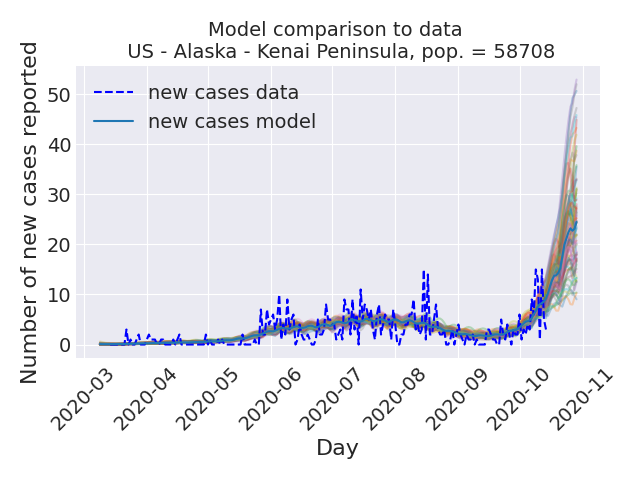 Model comparison to data
US - Alaska - Kenai Peninsula, pop. = 58708
Number of new cases reported
50
40
30
20
10
0
new cases data
new cases model
2020-03
2020-04
2020-05
2020-06
2020-07
2020-08
2020-09
2020-10
2020-11
Day